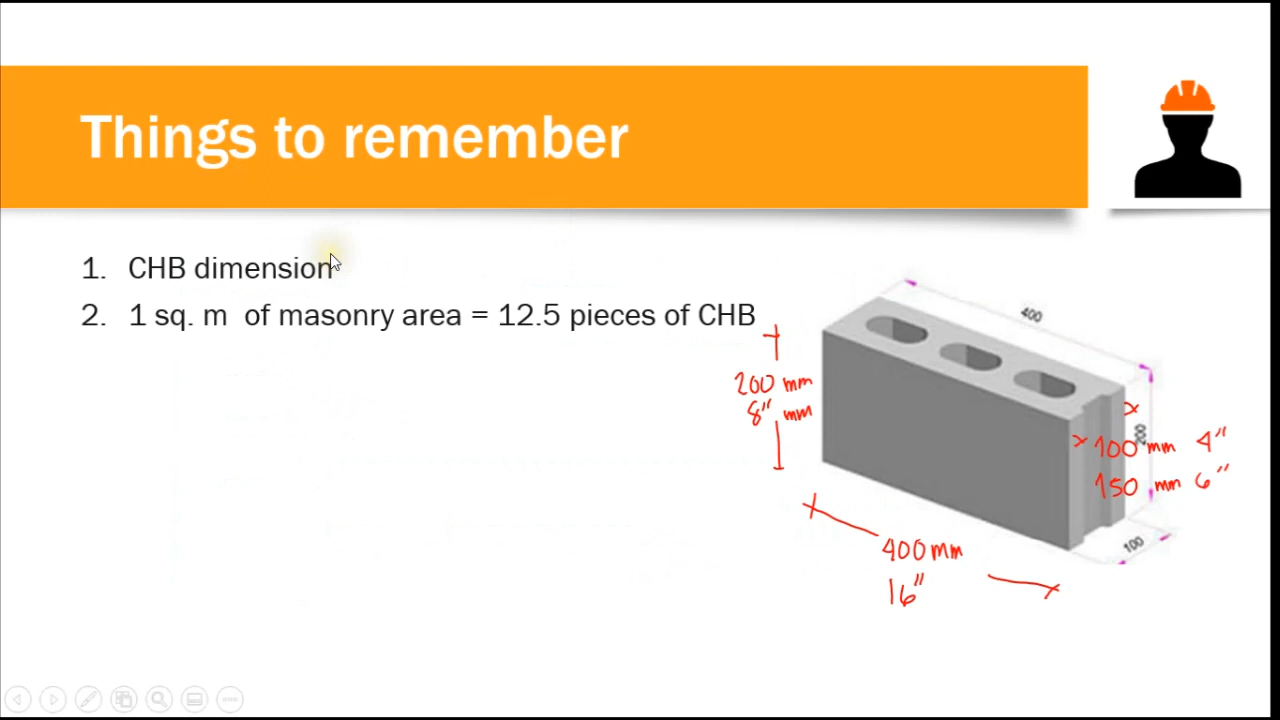 Things to remember
1. CHB dimension
2. 1 sq. m of masonry area = 12.5 pieces of CHB
400
200 mm
8" mm
200
100 mm 4"
150 mm 6"
100
400 mm
16"